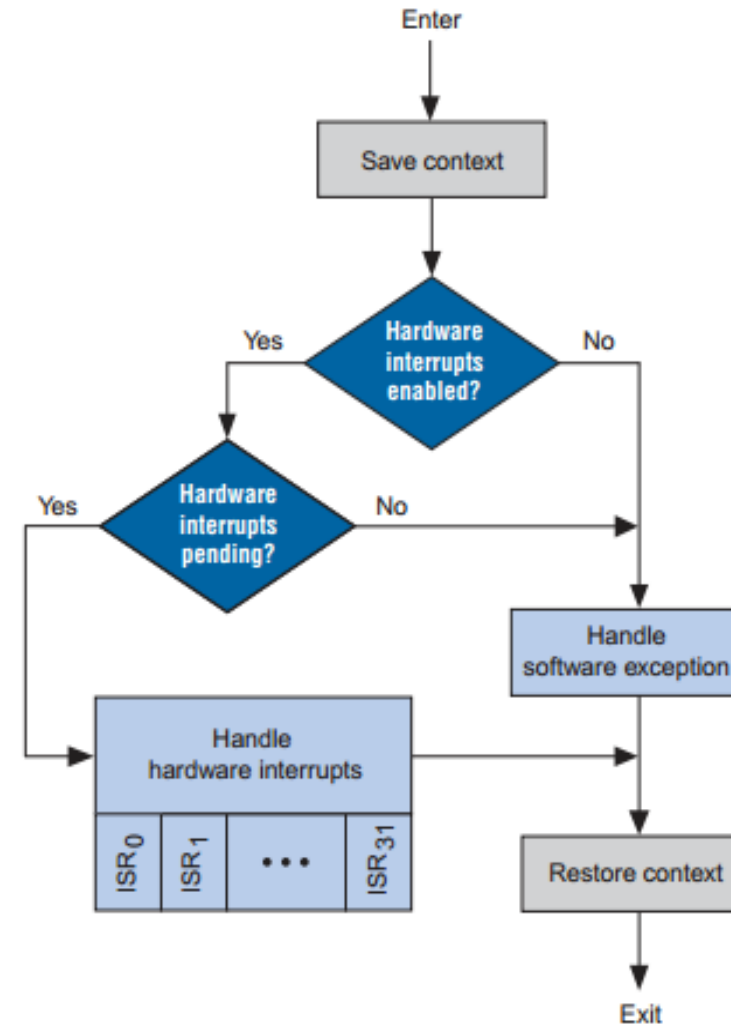 Enter
Save context
Hardware
interrupts
enabled?
Yes
No
Hardware
interrupts
pending?
Yes
No
Handle
software exception
Handle
hardware interrupts
ISR0
ISR1
•••
ISR31
Restore context
Exit